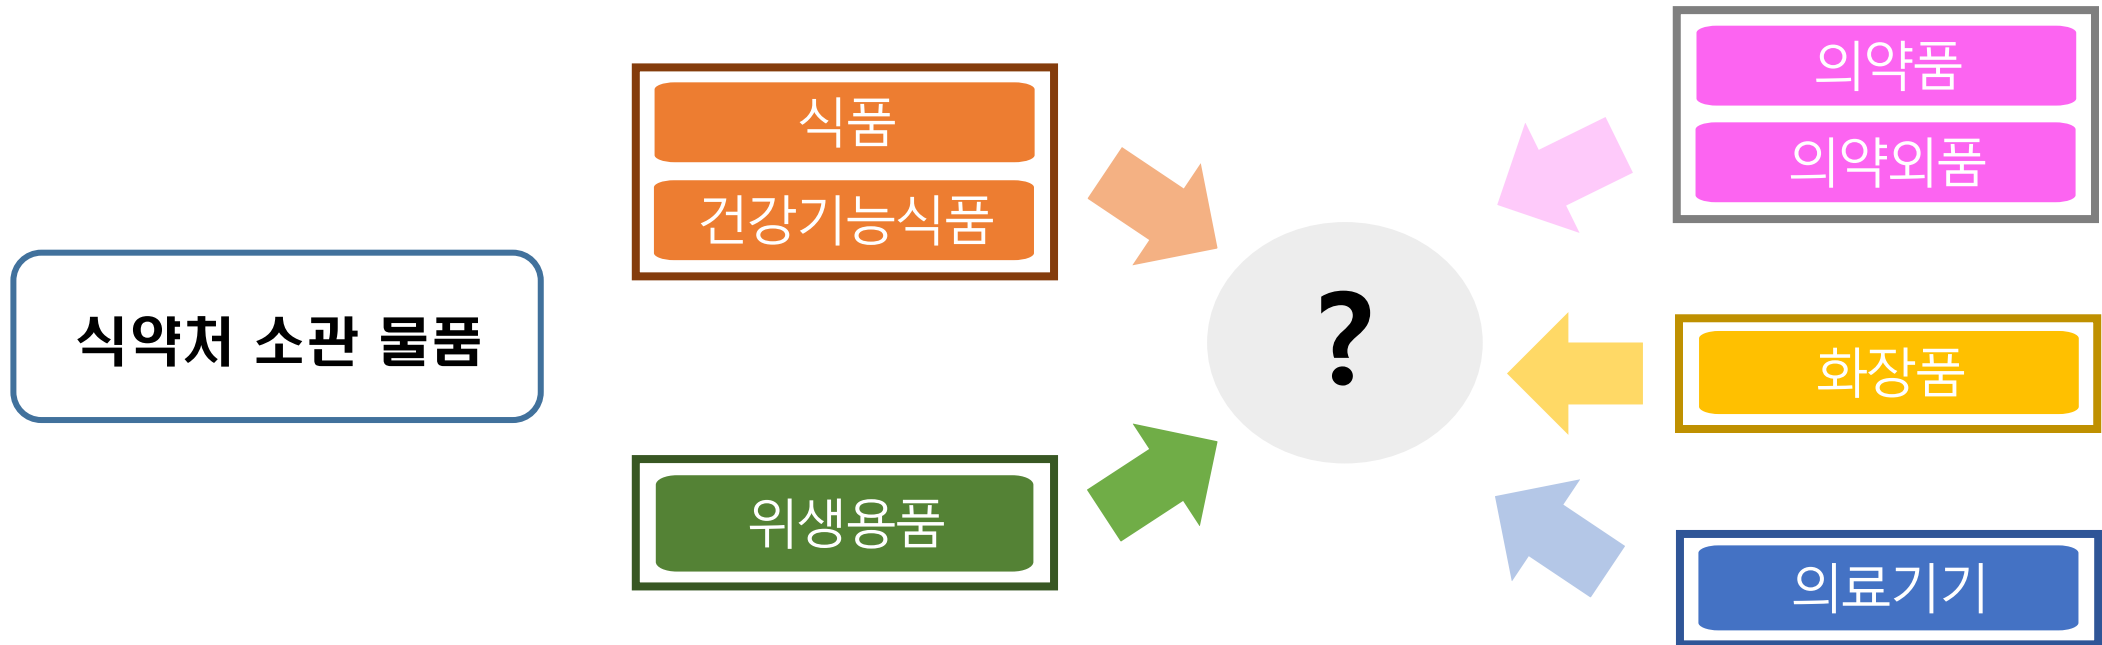 식약처 소관 물품
식품
건강기능식품
위생용품
?
의약품
의약외품
화장품
의료기기